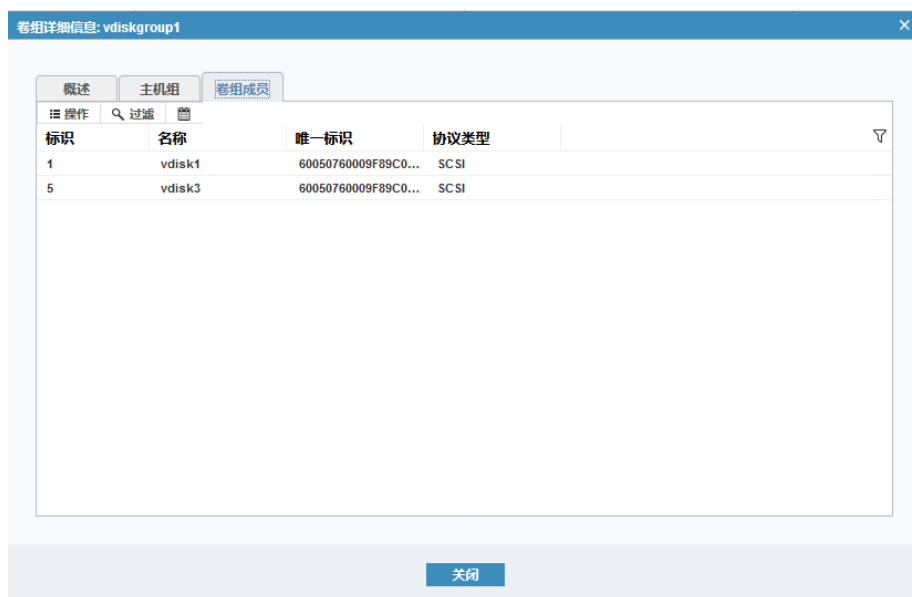 卷组详细信息: vdiskgroup1
概述 主机组 卷组成员
操作 过滤
标识 名称 唯一标识 协议类型
1 vdisk1 60050760009F89C0... SCSI
5 vdisk3 60050760009F89C0... SCSI
关闭